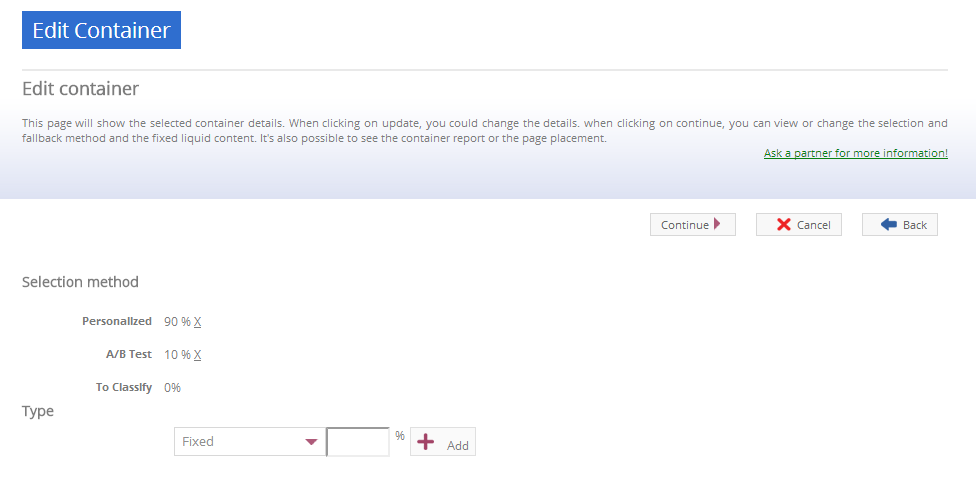 Edit Container
Edit container
This page will show the selected container details. When clicking on update, you could change the details. when clicking on continue, you can view or change the selection and
fallback method and the fixed liquid content. It's also possible to see the container report or the page placement.
Ask a partner for more information!
Continue Cancel Back
Selection method
Personalized 90 % X
A/B Test 10 % X
To Classify 0%
Type
Fixed % Add